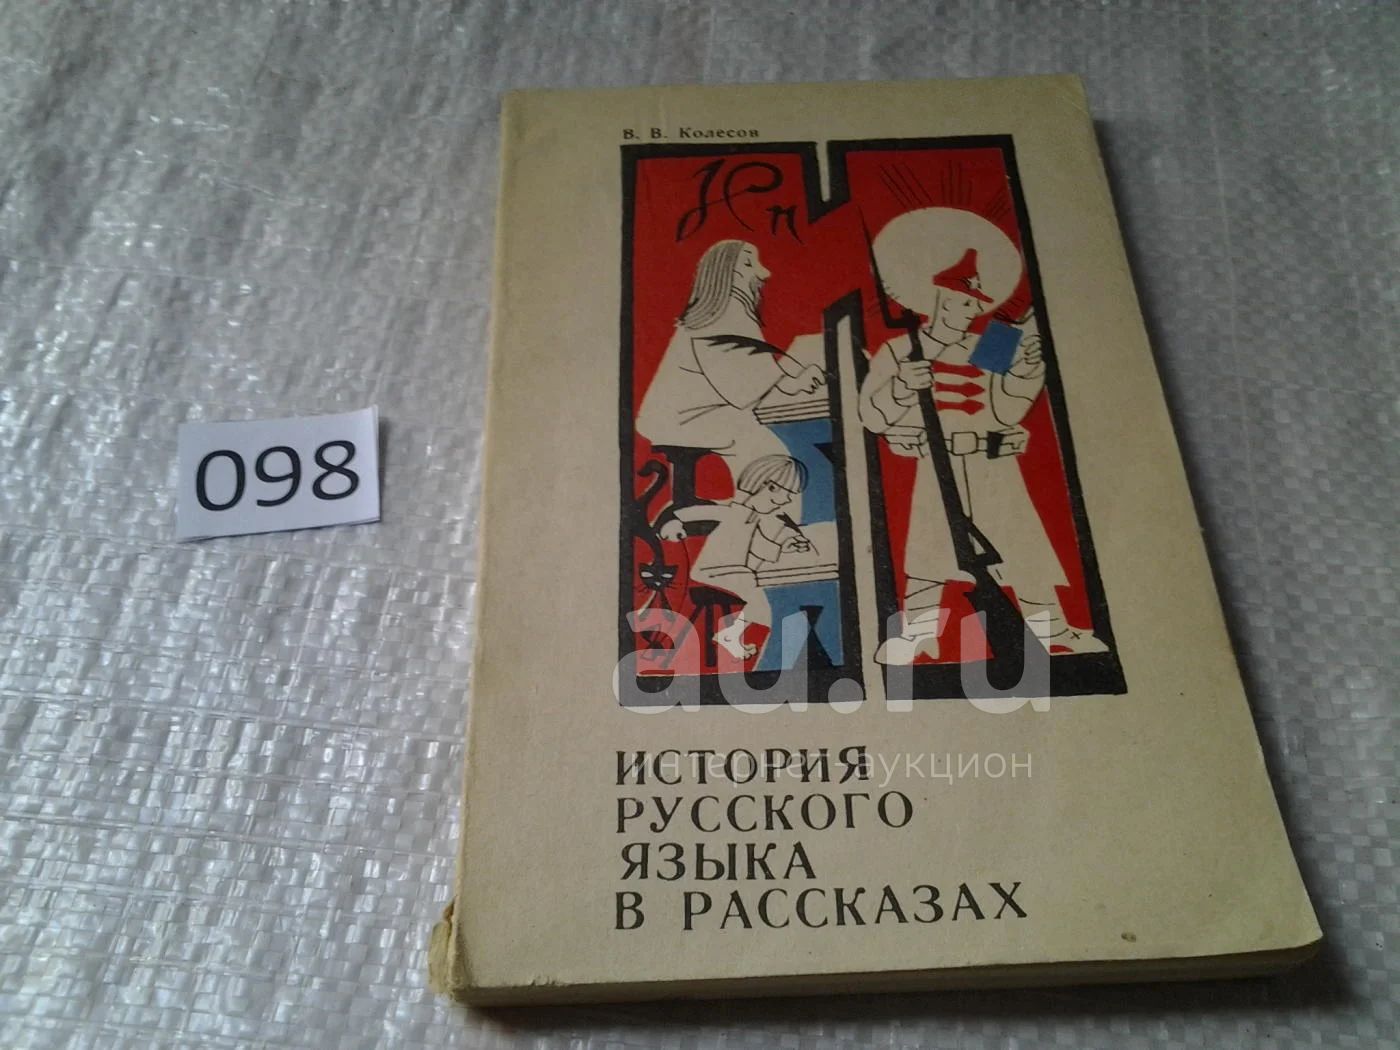 В. В. Колесов
098
au.ru
интернет-аукцион
ИСТОРИЯ
РУССКОГО
ЯЗЫКА
В РАССКАЗАХ